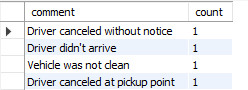 comment count
Driver canceled without notice 1
Driver didn't arrive 1
Vehicle was not clean 1
Driver canceled at pickup point 1